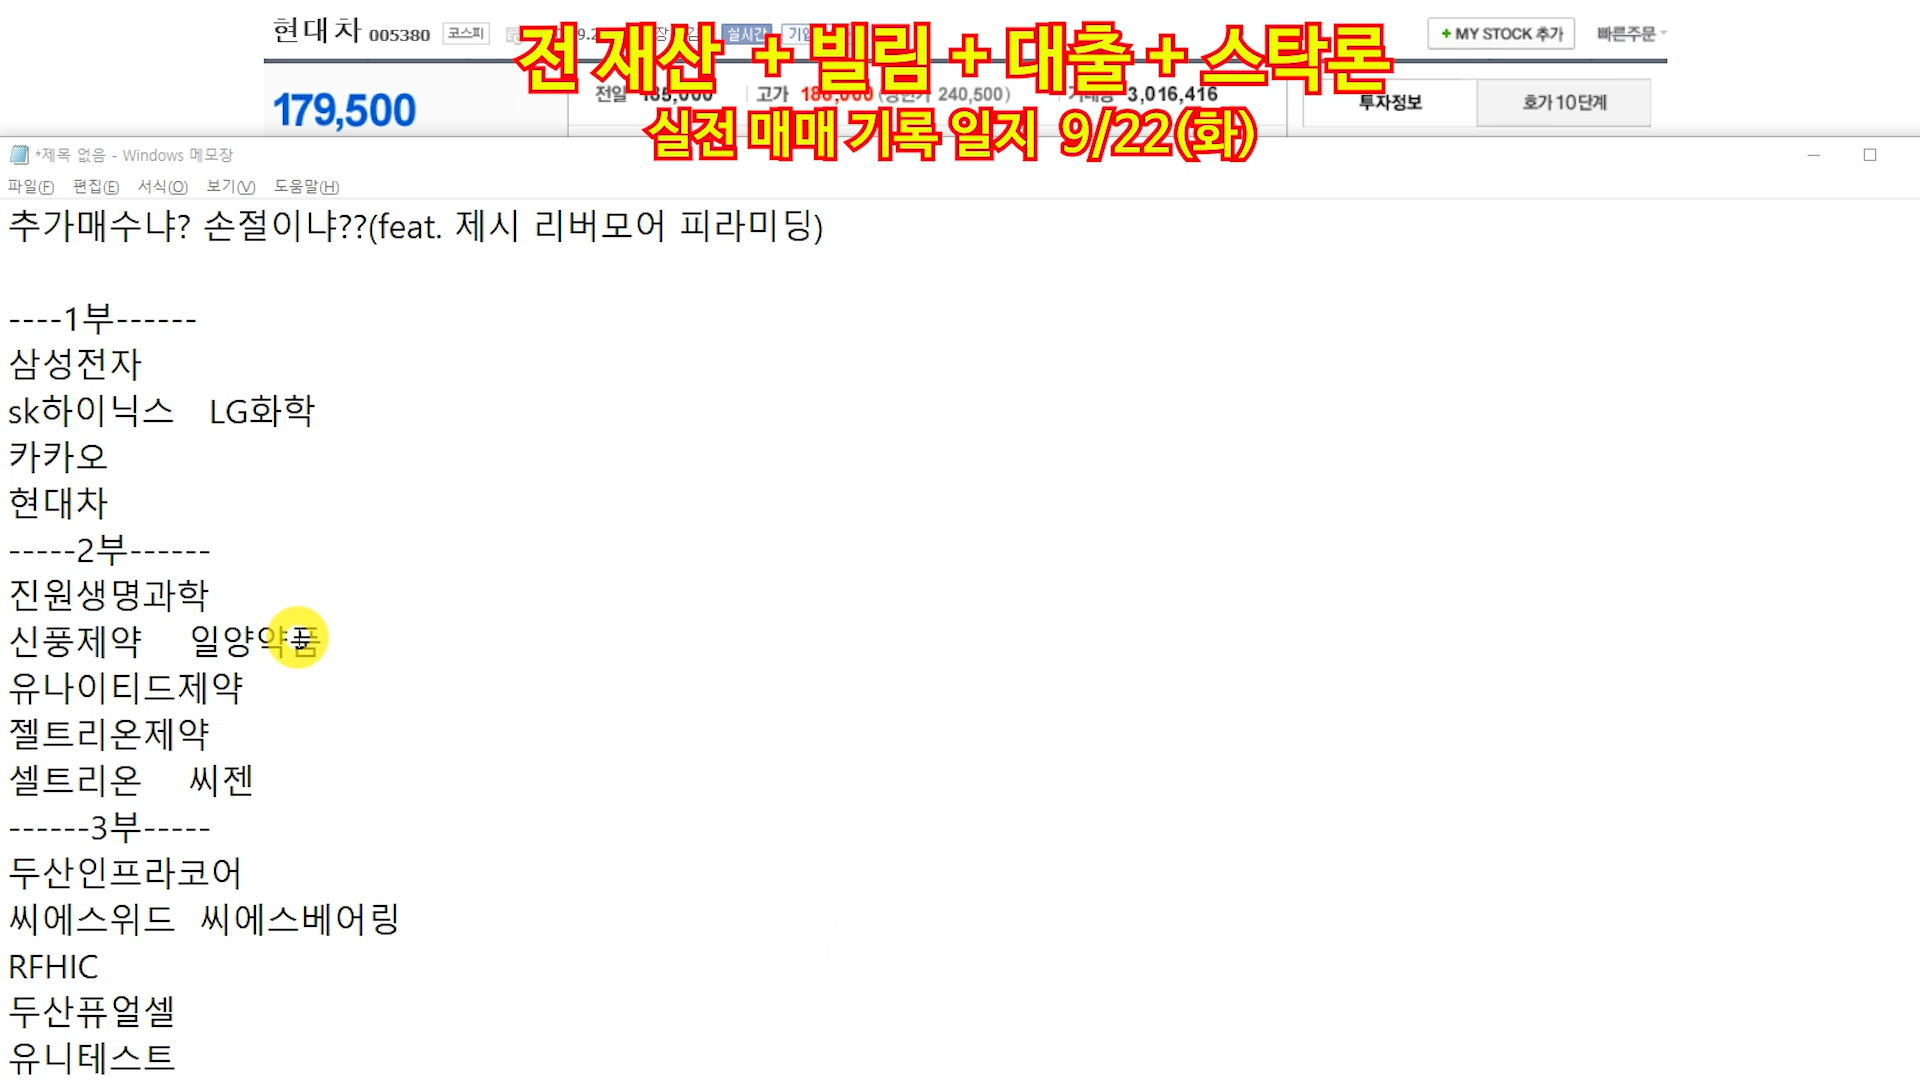 현대차 005380 코스피 실시간
+ MY STOCK 추가 빠른주문
전 재산 + 빌림 + 대출 + 스탁론
179,500
전일 185,000 고가 186,000 240,500) 3,016,416
투자정보 호가 10단계
실전 매매 기록 일지 9/22(화)
*제목 없음 - Windows 메모장
파일(F) 편집(E) 서식(O) 보기(V) 도움말(H)
추가매수냐? 손절이냐??(feat. 제시 리버모어 피라미딩)
----1부------
삼성전자
sk하이닉스 LG화학
카카오
현대차
-----2부------
진원생명과학
신풍제약 일양약품
유나이티드제약
젤트리온제약
셀트리온 씨젠
------3부-----
두산인프라코어
씨에스위드 씨에스베어링
RFHIC
두산퓨얼셀
유니테스트